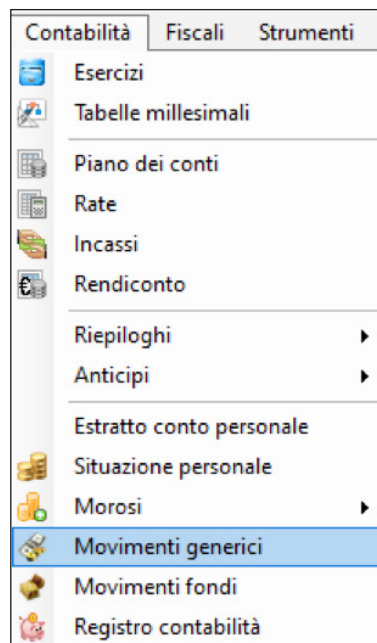 Contabilità Fiscali Strumenti
Esercizi
Tabelle millesimali
Piano dei conti
Rate
Incassi
Rendiconto
Riepiloghi
Anticipi
Estratto conto personale
Situazione personale
Morosi
Movimenti generici
Movimenti fondi
Registro contabilità